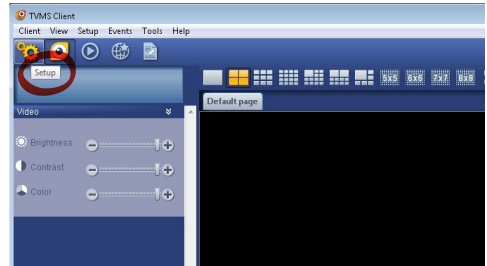 TVMS Client
Client View Setup Events Tools Help
Setup
5x5 6x6 7x7 8x8
Default page
Video
Brightness
Contrast
Color